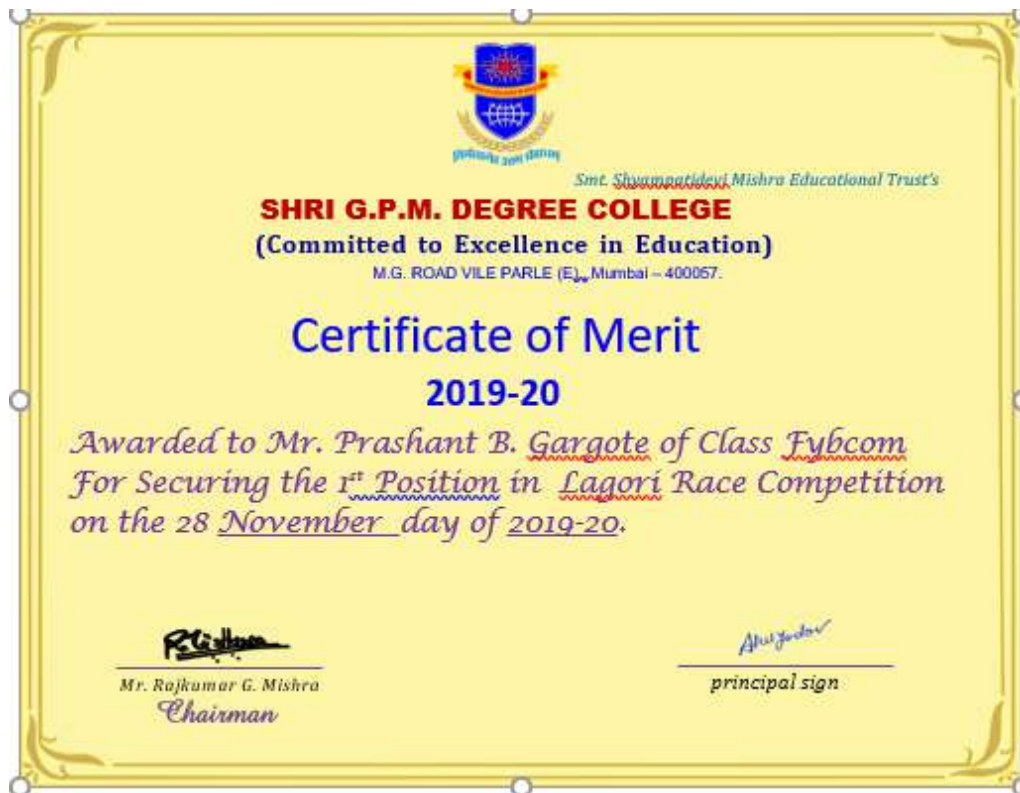 Smt. Shyampatidevi Mishra Educational Trust's
SHRI G.P.M. DEGREE COLLEGE
(Committed to Excellence in Education)
M.G. ROAD VILE PARLE (E),, Mumbai – 400057.
Certificate of Merit
2019-20
Awarded to Mr. Prashant B. Gargote of Class Fybcom
For Securing the 1st Position in Lagori Race Competition
on the 28 November day of 2019-20.
Mr. Rajkumar G. Mishra
Chairman
principal sign